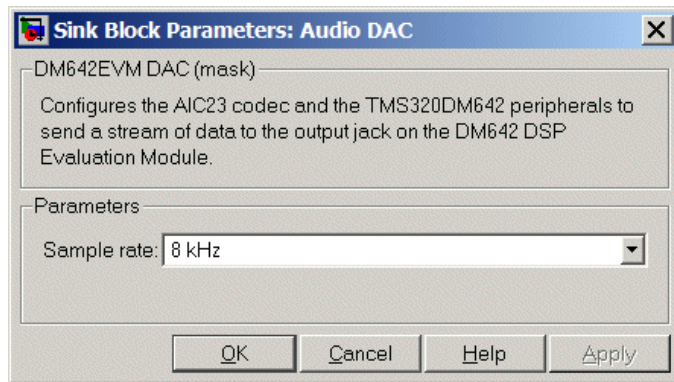 Sink Block Parameters: Audio DAC
DM642EVM DAC (mask)
Configures the AIC23 codec and the TMS320DM642 peripherals to
send a stream of data to the output jack on the DM642 DSP
Evaluation Module.
Parameters
Sample rate: 8 kHz
OK Cancel Help Apply